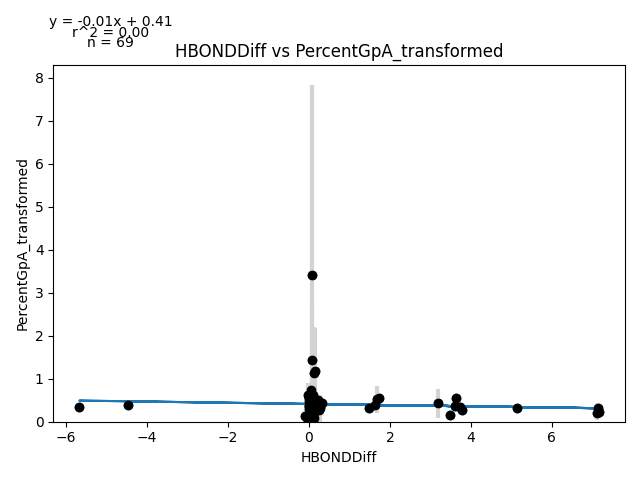 y = -0.01x + 0.41
r^2 = 0.00
n = 69
HBONDDiff vs PercentGpA_transformed
8
7
6
5
4
3
2
1
0
PercentGpA_transformed
−6
−4
−2
0
2
4
6
HBONDDiff